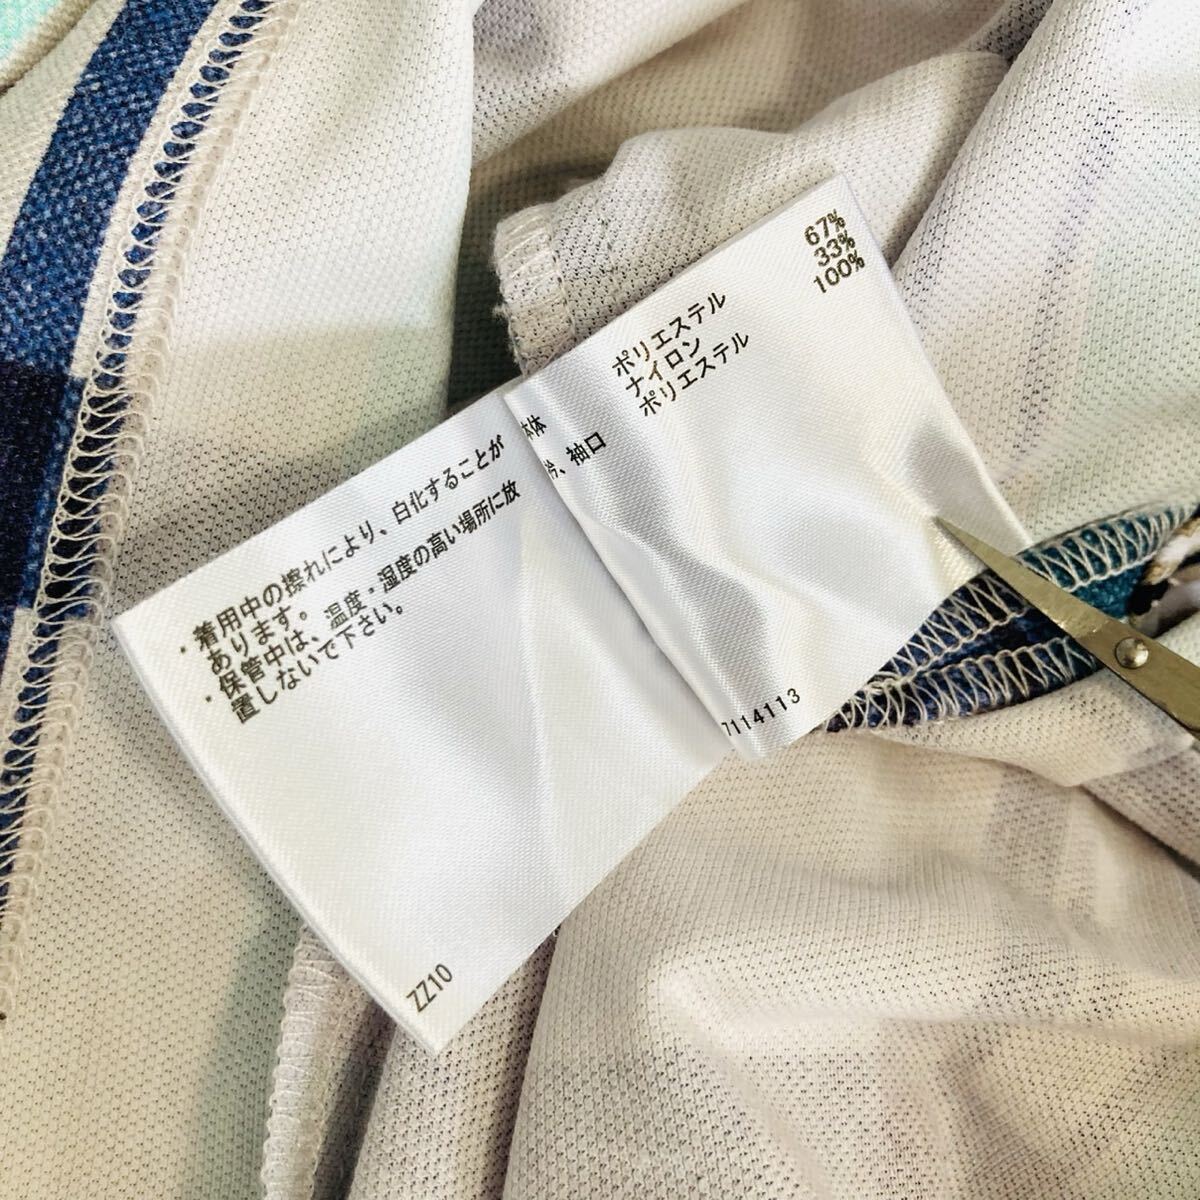 ・着用中の擦れにより、白化することが
あります。
・保管中は、温度・湿度の高い場所に放
置しないで下さい。
ZZ10
本体 ポリエステル 67%
ナイロン 33%
衿、袖口 ポリエステル 100%
7114113